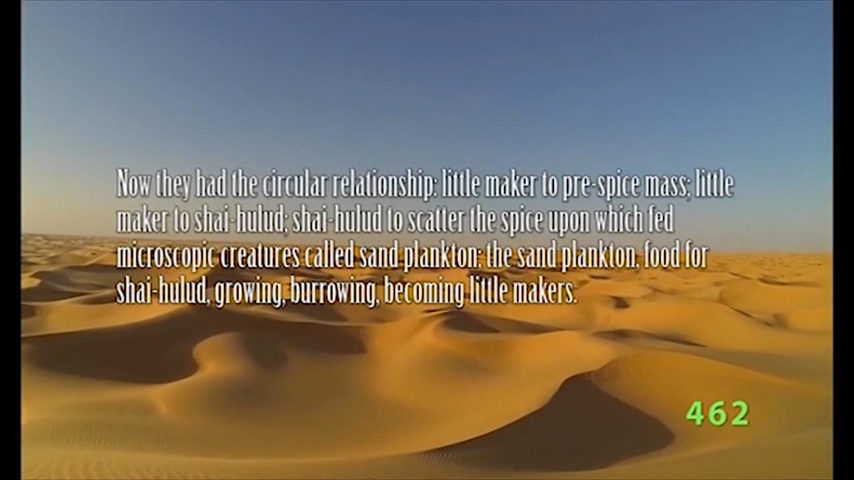 Now they had the circular relationship: little maker to pre-spice mass; little
maker to shai-hulud; shai-hulud to scatter the spice upon which fed
microscopic creatures called sand plankton; the sand plankton, food for
shai-hulud, growing, burrowing, becoming little makers.
462